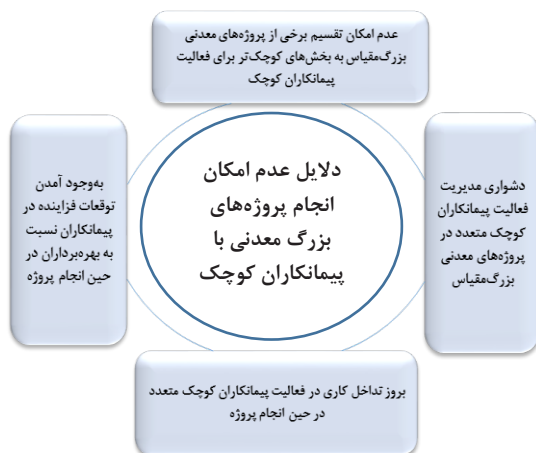 عدم امکان تقسیم برخی از پروژه‌های معدنی
بزرگ‌مقیاس به بخش‌های کوچک‌تر برای فعالیت
پیمانکاران کوچک
دشواری مدیریت
فعالیت پیمانکاران
کوچک متعدد در
پروژه‌های معدنی
بزرگ‌مقیاس
دلایل عدم امکان
انجام پروژه‌های
بزرگ معدنی با
پیمانکاران کوچک
به‌وجود آمدن
توقعات فزاینده در
پیمانکاران نسبت
به بهره‌برداران در
حین انجام پروژه
بروز تداخل کاری در فعالیت پیمانکاران کوچک متعدد
در حین انجام پروژه